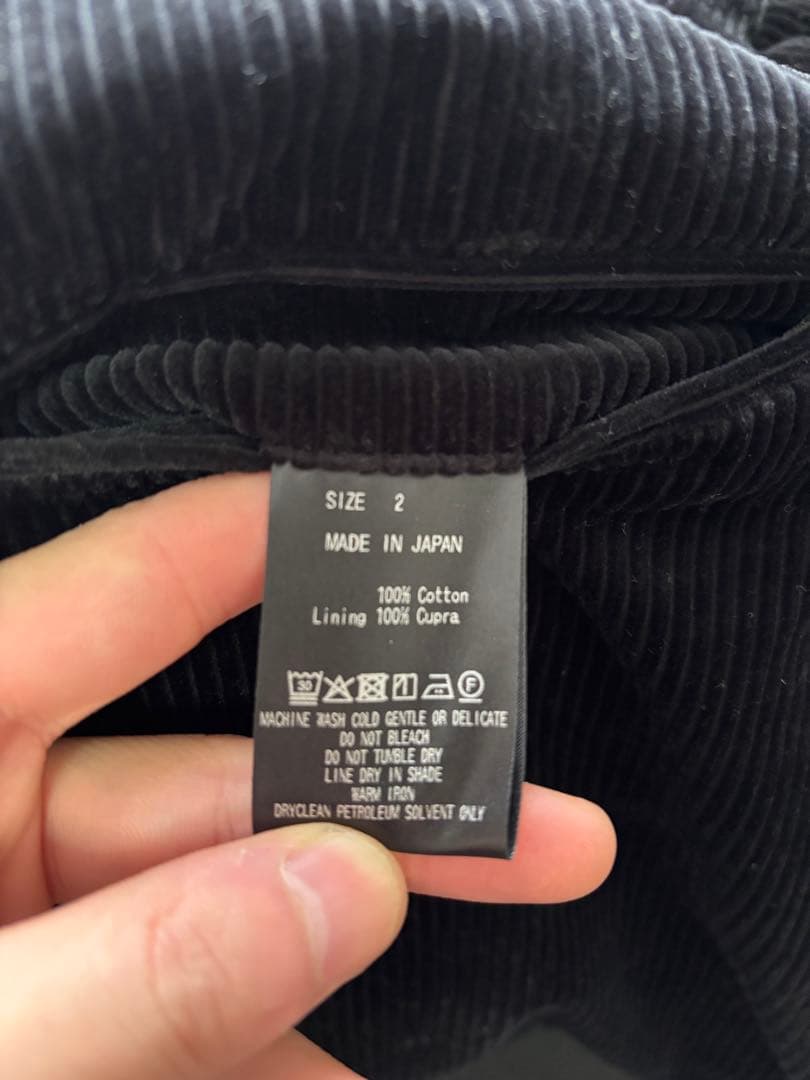 SIZE 2
MADE IN JAPAN
100% Cotton
Lining 100% Cupra
30 F
MACHINE WASH COLD GENTLE OR DELICATE
DO NOT BLEACH
DO NOT TUMBLE DRY
LINE DRY IN SHADE
WARM IRON
DRYCLEAN PETROLEUM SOLVENT ONLY